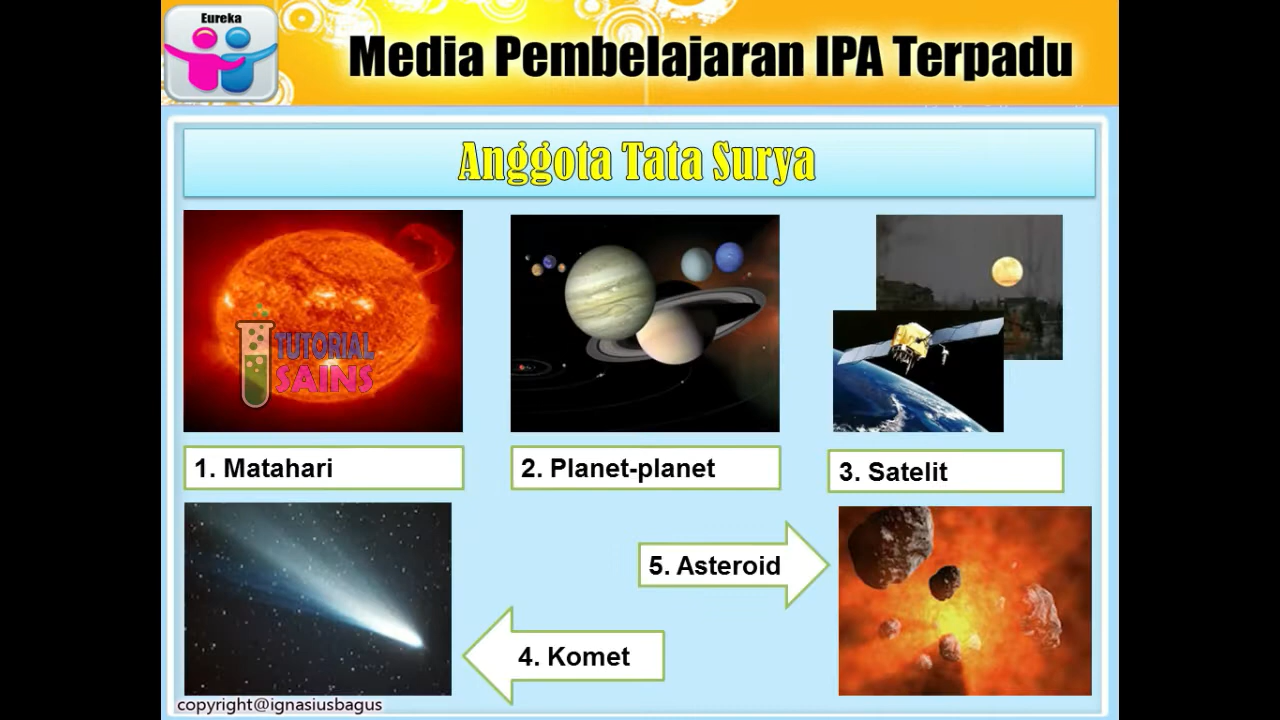 Eureka
Media Pembelajaran IPA Terpadu
Anggota Tata Surya
TUTORIAL
SAINS
1. Matahari
2. Planet-planet
3. Satelit
5. Asteroid
4. Komet
copyright@ignasiusbagus